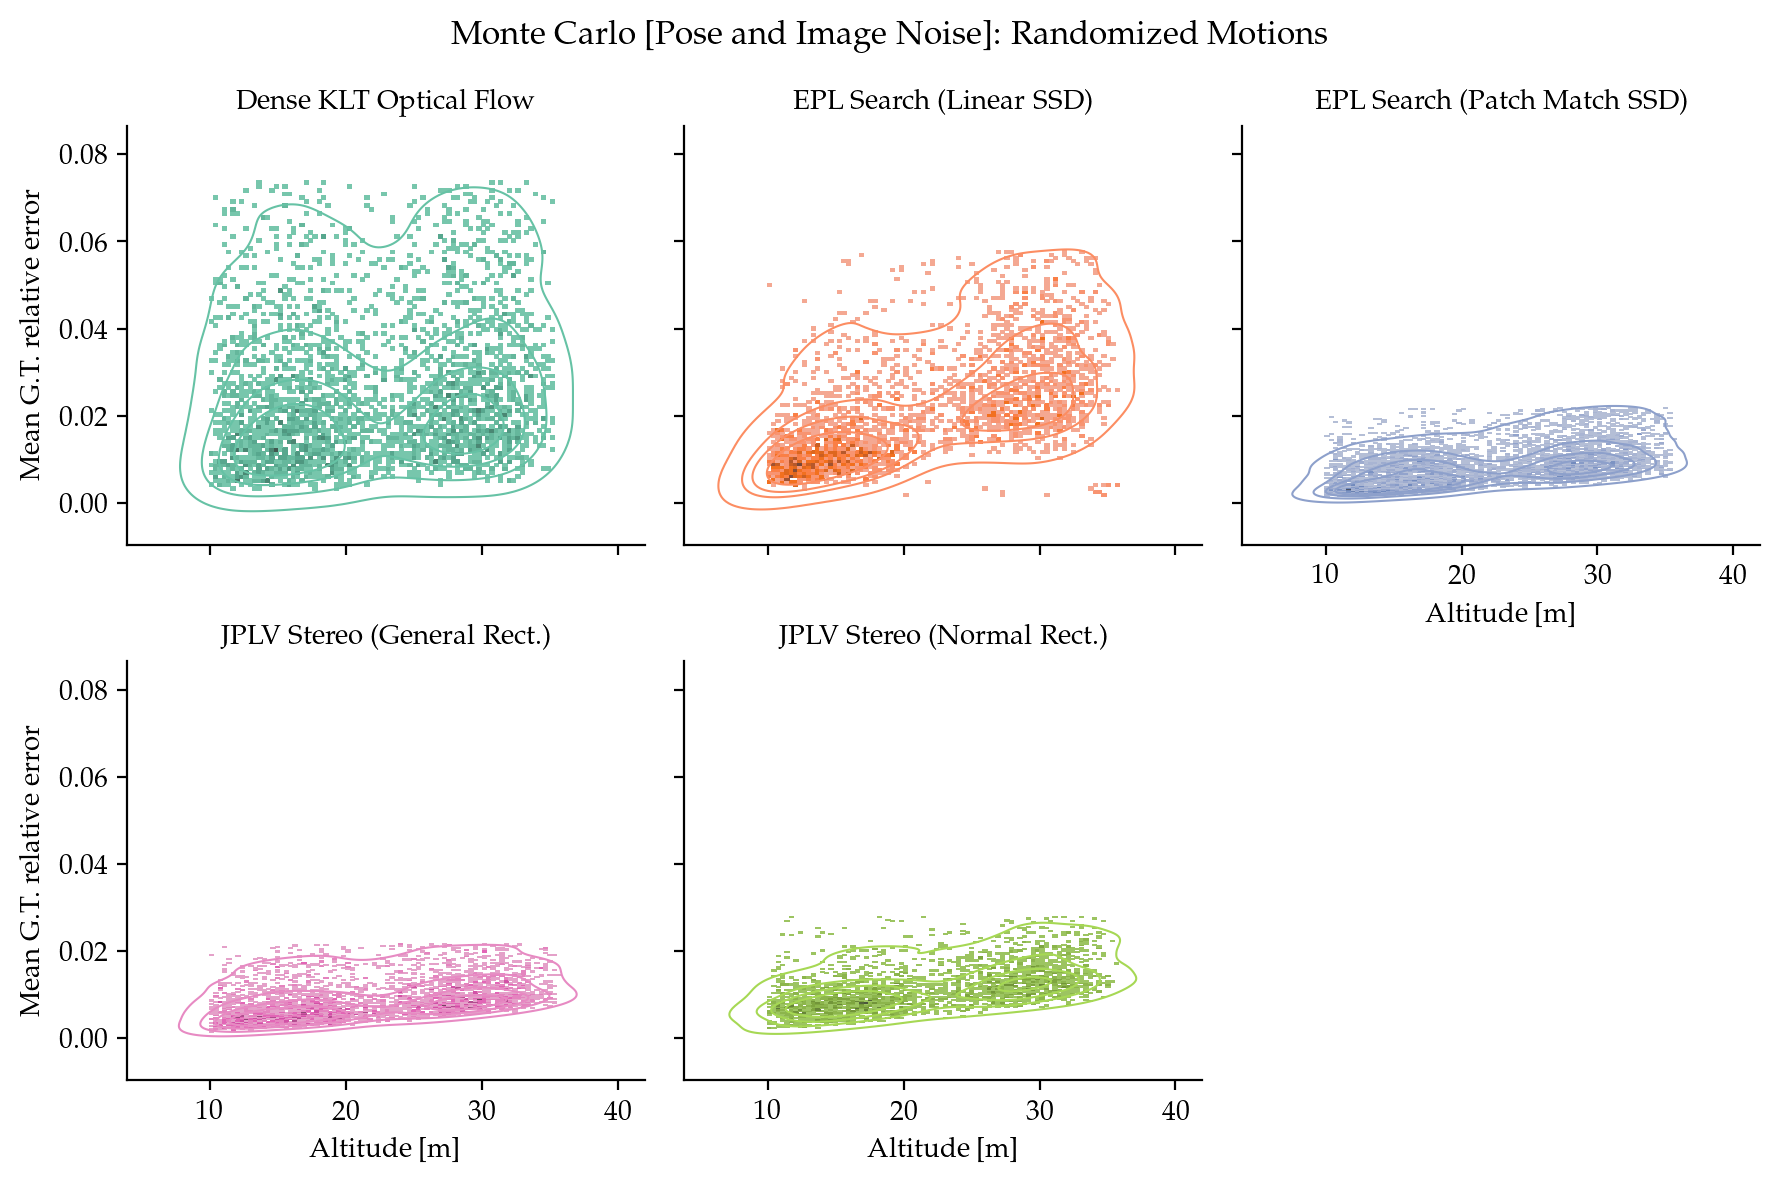 Monte Carlo [Pose and Image Noise]: Randomized Motions
Dense KLT Optical Flow
EPL Search (Linear SSD)
EPL Search (Patch Match SSD)
Mean G.T. relative error
0.08
0.06
0.04
0.02
0.00
10 20 30 40
Altitude [m]
JPLV Stereo (General Rect.)
JPLV Stereo (Normal Rect.)
Mean G.T. relative error
0.08
0.06
0.04
0.02
0.00
10 20 30 40
Altitude [m]
10 20 30 40
Altitude [m]